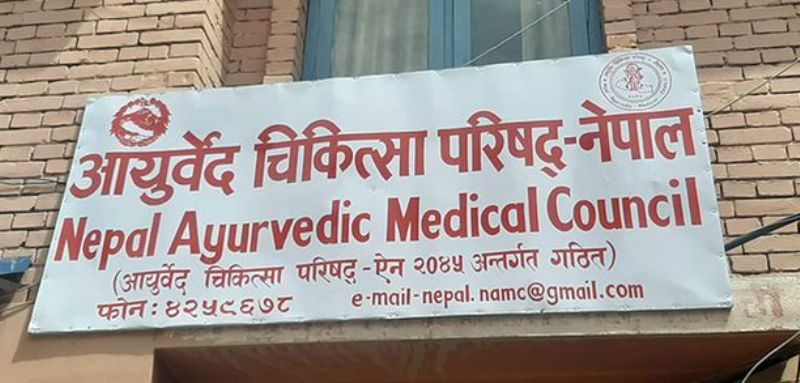 आयुर्वेद चिकित्सा परिषद्-नेपाल
Nepal Ayurvedic Medical Council
(आयुर्वेद चिकित्सा परिषद्-ऐन २०४५ अन्तर्गत गठित)
फोन: ४२५९६७८ e-mail-nepal.namc@gmail.com